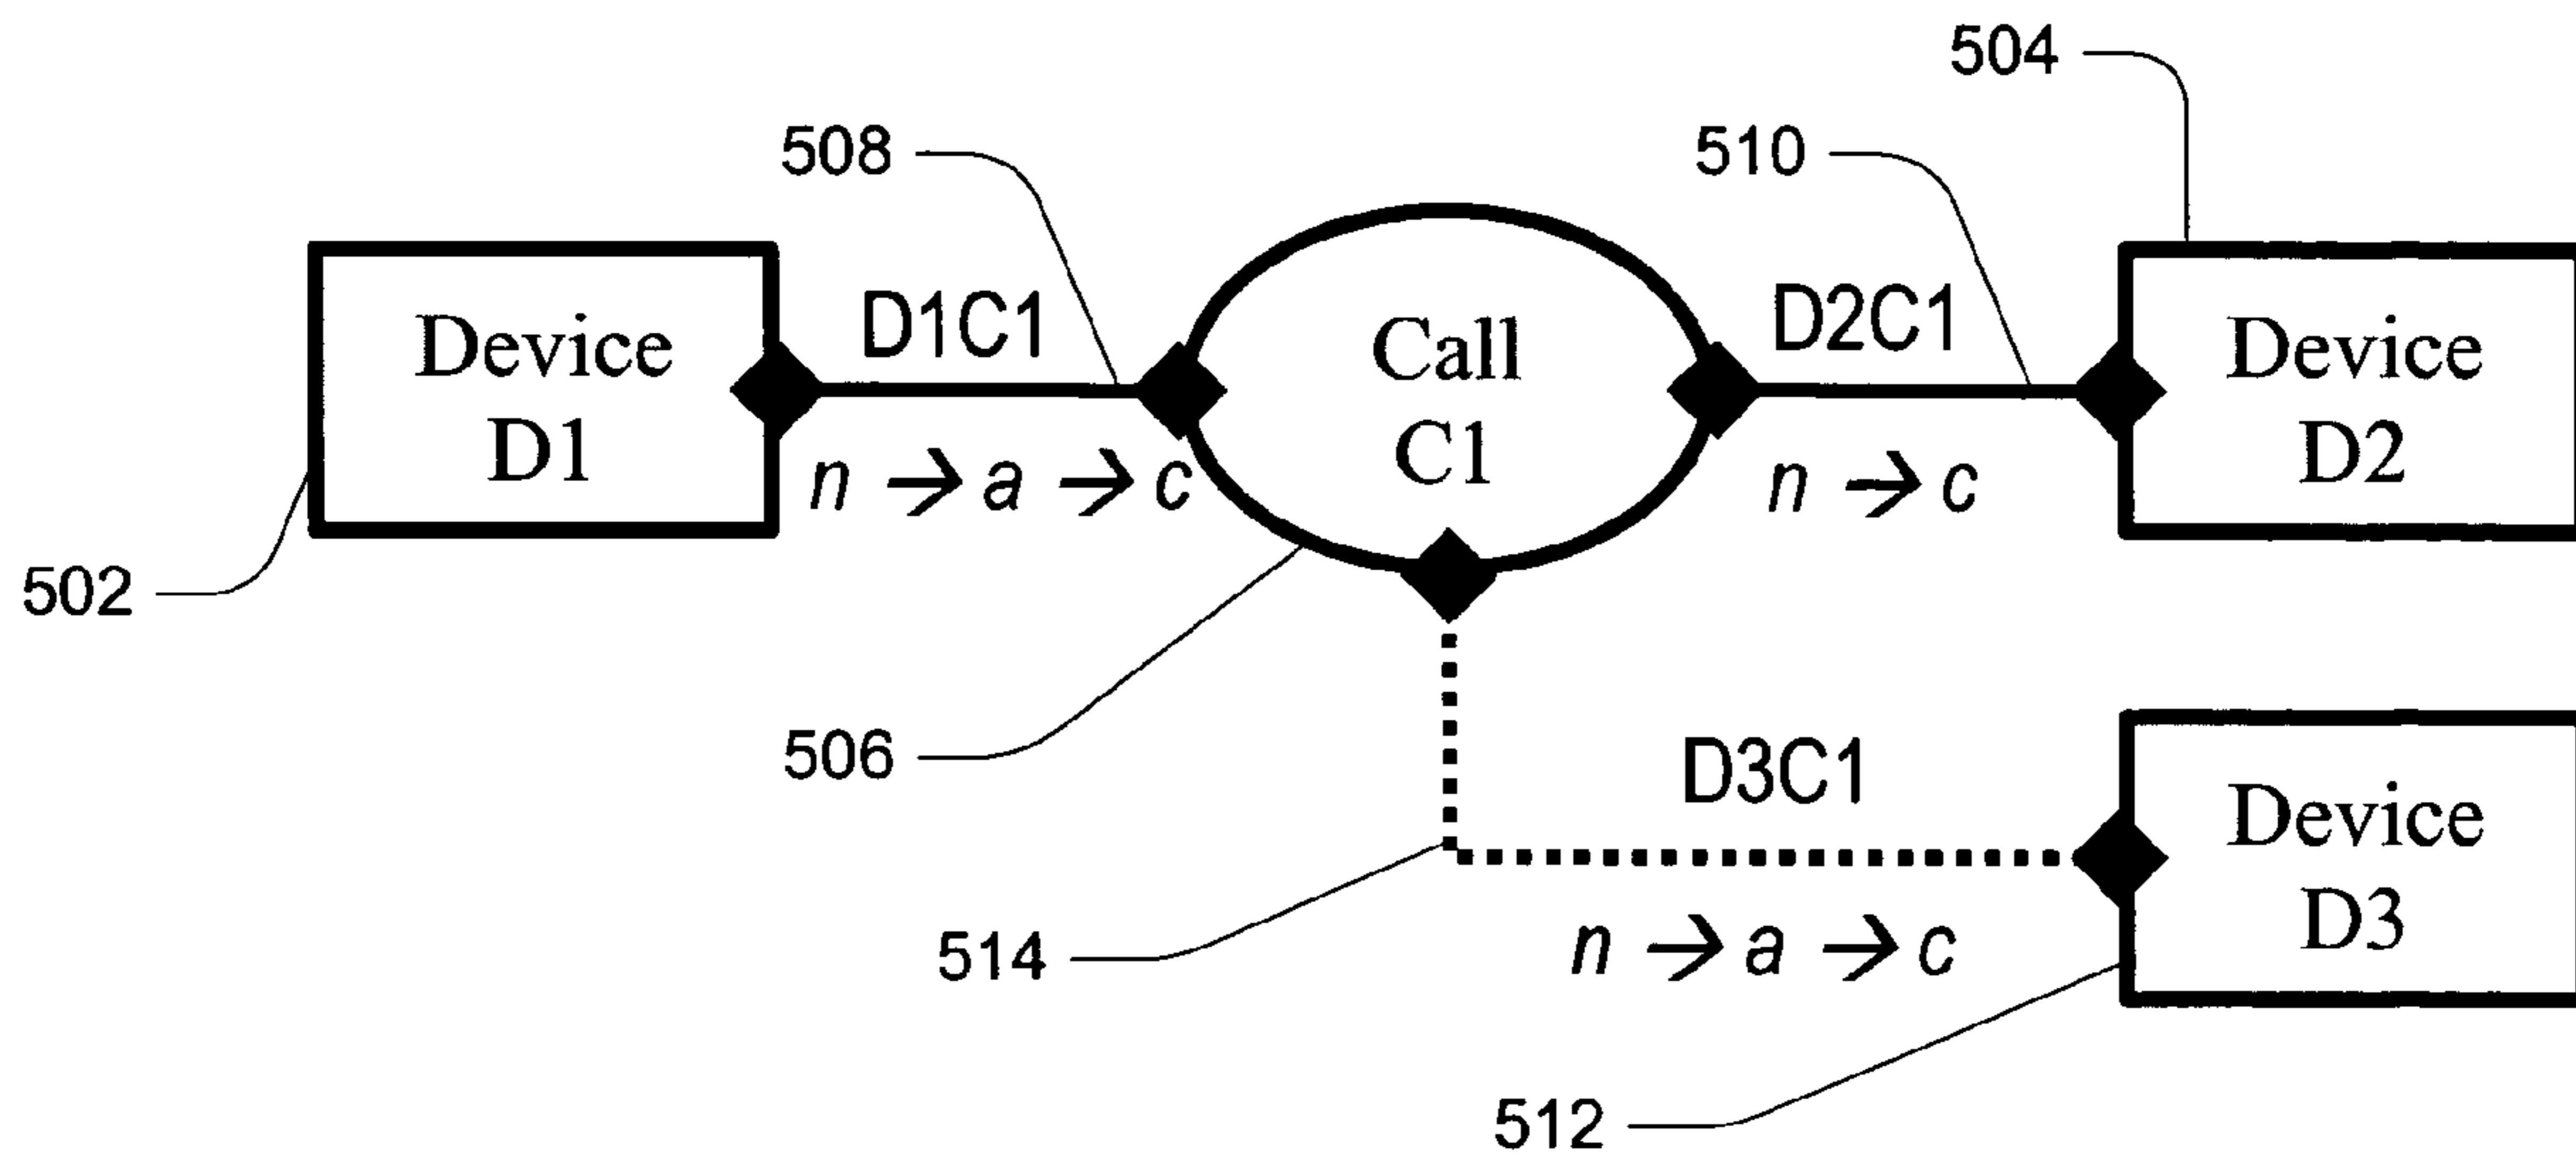 504
508
510
Device
D1
D1C1
n → a → c
Call
C1
D2C1
n → c
Device
D2
502
506
D3C1
n → a → c
Device
D3
514
512